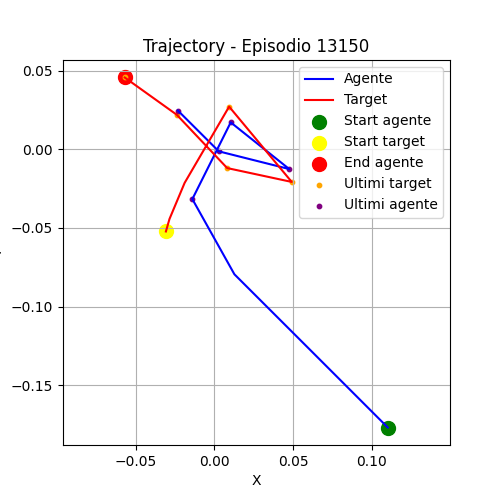 Trajectory - Episodio 13150
Agente
Target
Start agente
Start target
End agente
Ultimi target
Ultimi agente
0.05
0.00
−0.05
−0.10
−0.15
−0.05
0.00
0.05
0.10
X